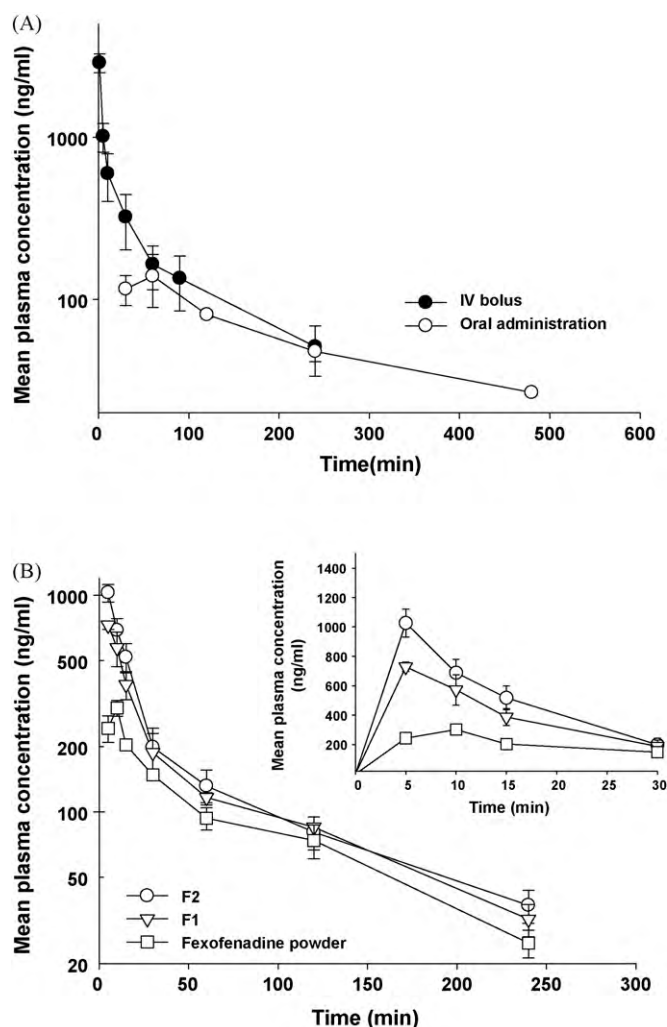 (A)
Mean plasma concentration (ng/ml)
1000
100
IV bolus
Oral administration
0 100 200 300 400 500 600
Time(min)
(B)
Mean plasma concentration (ng/ml)
1000
500
200
100
50
20
F2
F1
Fexofenadine powder
0 50 100 150 200 250 300
Time (min)
Mean plasma concentration
(ng/ml)
1400
1200
1000
800
600
400
200
0 5 10 15 30
Time (min)